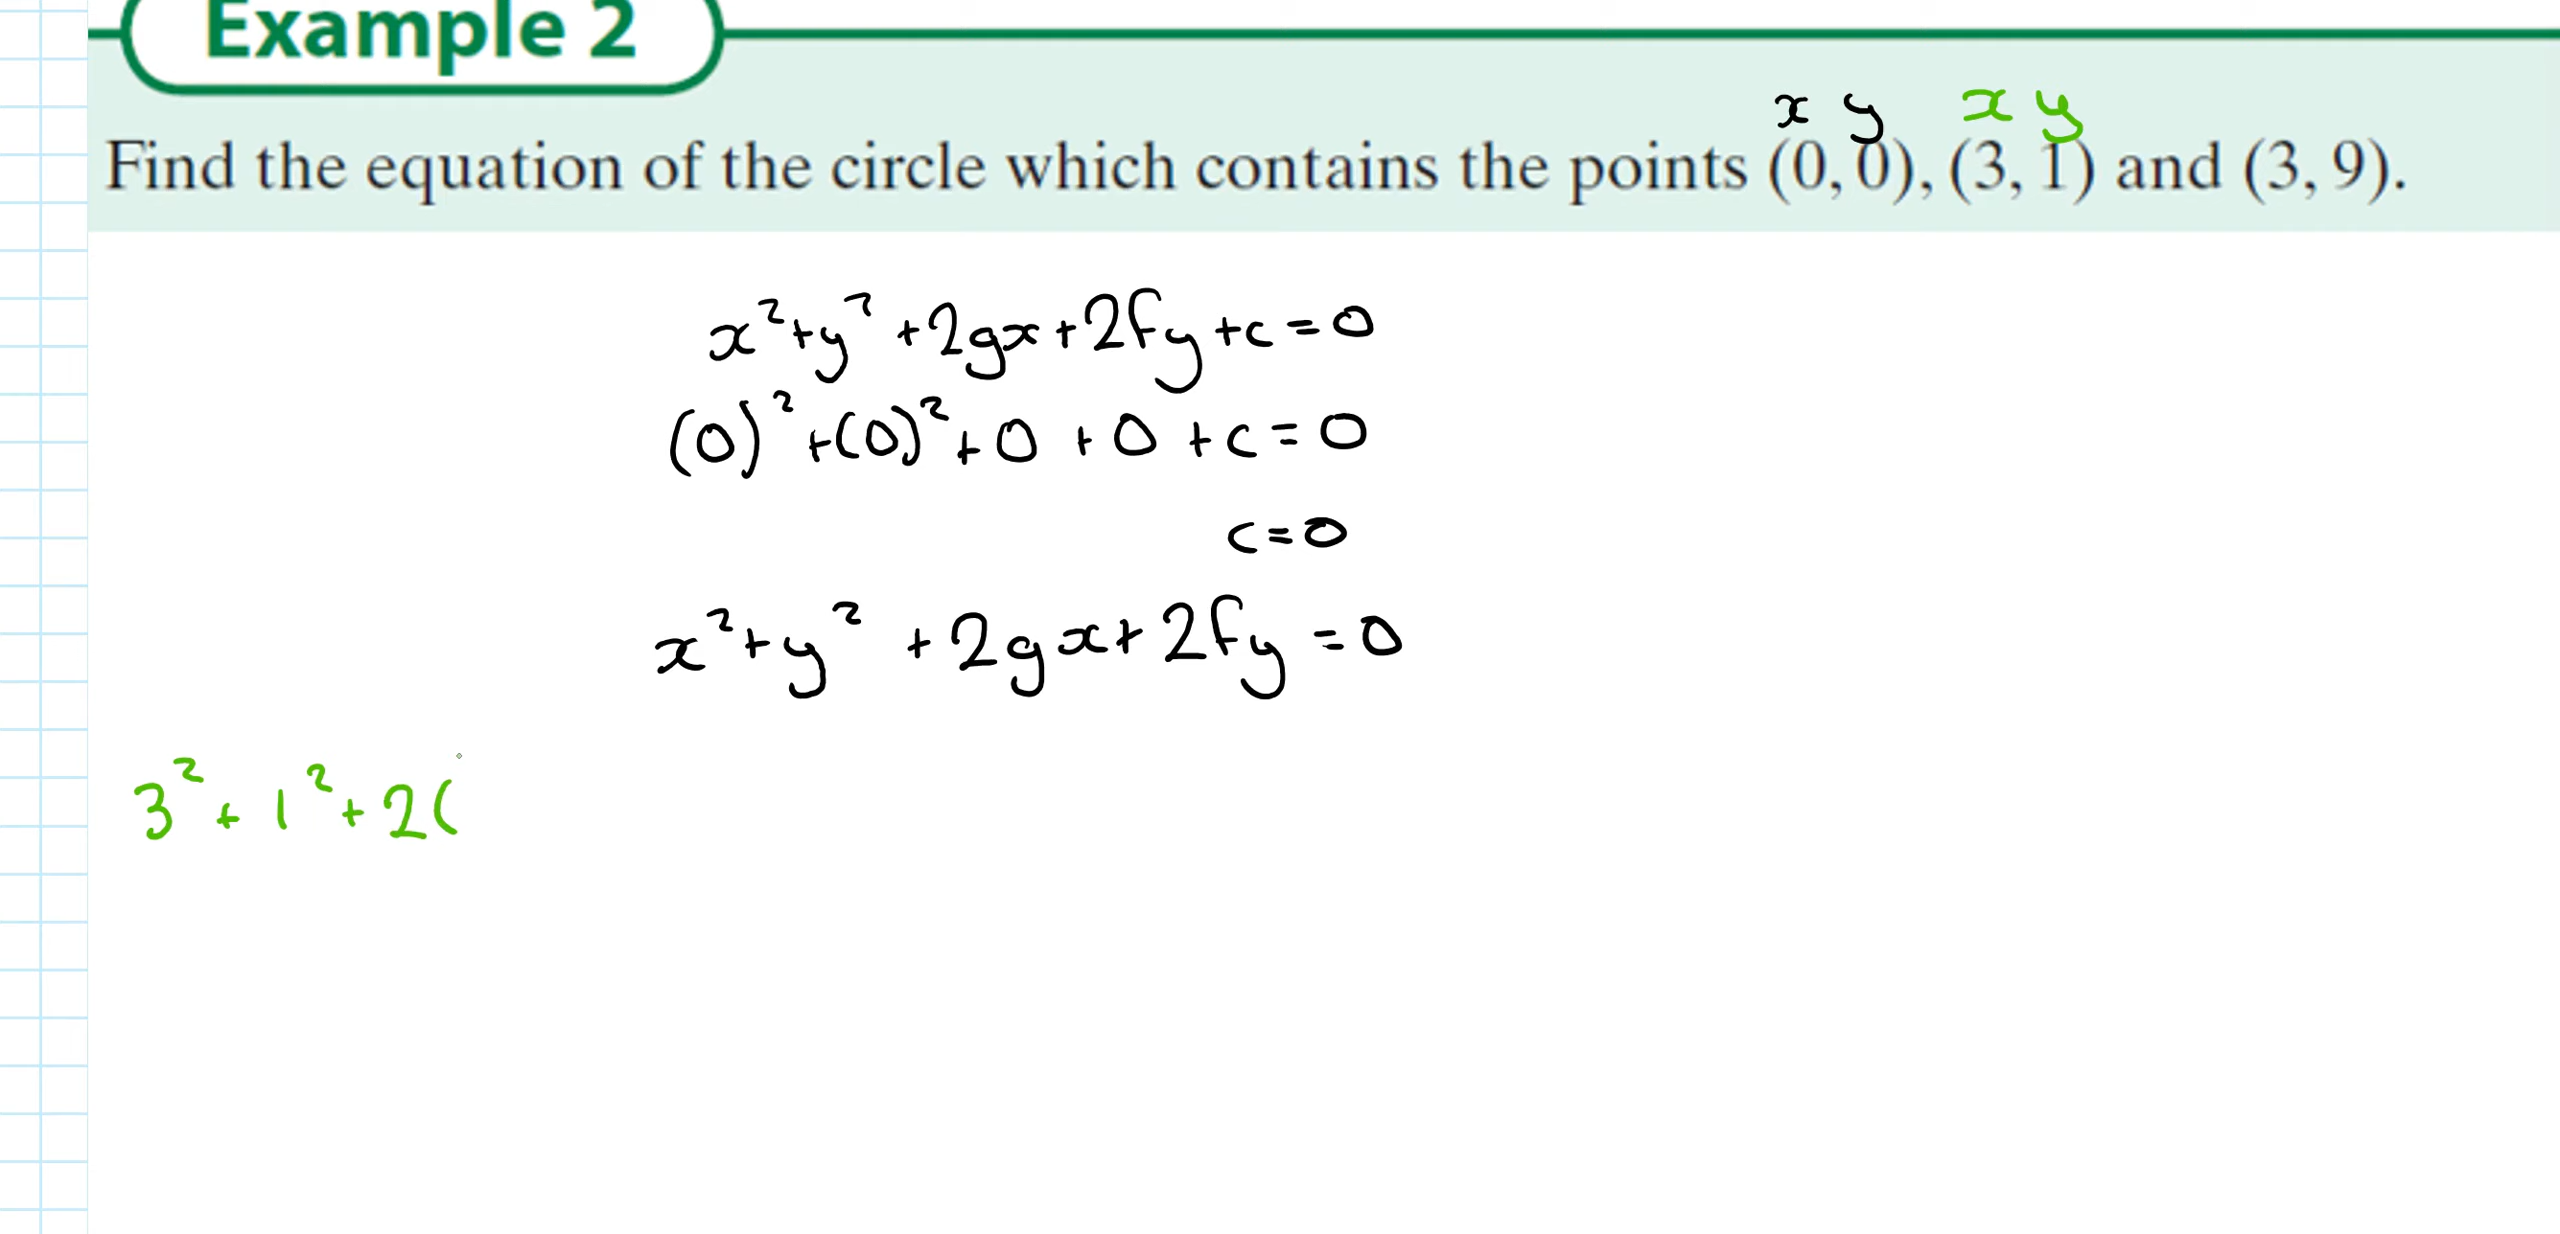 Example 2
x y x y
Find the equation of the circle which contains the points (0, 0), (3, 1) and (3, 9).
x²+y²+2gx+2fy+c=0
(0)²+(0)²+0+0+c=0
c=0
x²+y²+2gx+2fy=0
3²+1²+2(